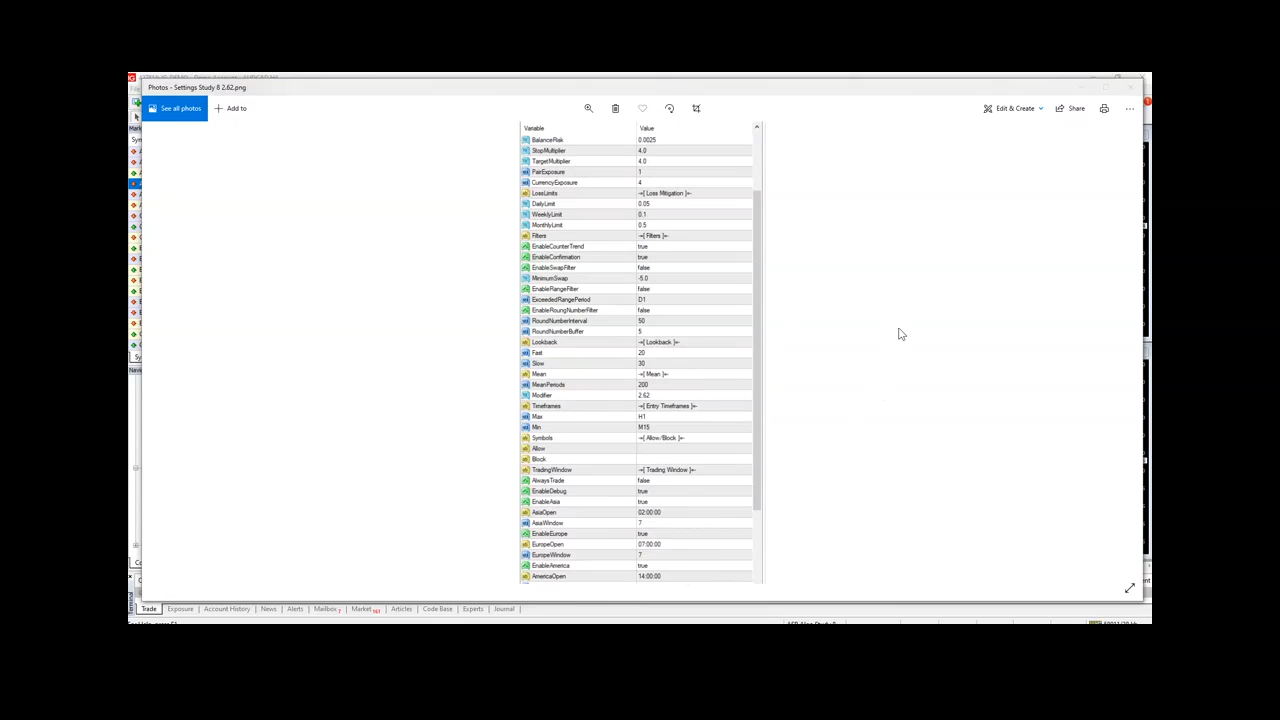 Photos - Settings Study 8 2.62.png
See all photos
Add to
Edit & Create
Share
Variable Value
BalanceRisk 0.0025
StopMultiplier 4.0
TargetMultiplier 4.0
PairExposure 1
CurrencyExposure 4
LossLimits →[ Loss Mitigation ]←
DailyLimit 0.05
WeeklyLimit 0.1
MonthlyLimit 0.5
Filters →[ Filters ]←
EnableCounterTrend true
EnableConfirmation true
EnableSwapFilter false
MinimumSwap -5.0
EnableRangeFilter false
ExceededRangePeriod D1
EnableRoungNumberFilter false
RoundNumberInterval 50
RoundNumberBuffer 5
Lookback →[ Lookback ]←
Fast 20
Slow 30
Mean →[ Mean ]←
MeanPeriods 200
Modifier 2.62
Timeframes →[ Entry Timeframes ]←
Max H1
Min M15
Symbols →[ Allow/Block ]←
Allow
Block
TradingWindow →[ Trading Window ]←
AlwaysTrade false
EnableDebug true
EnableAsia true
AsiaOpen 02:00:00
AsiaWindow 7
EnableEurope true
EuropeOpen 07:00:00
EuropeWindow 7
EnableAmerica true
AmericaOpen 14:00:00
Trade Exposure Account History News Alerts Mailbox 7 Market 161 Articles Code Base Experts Journal